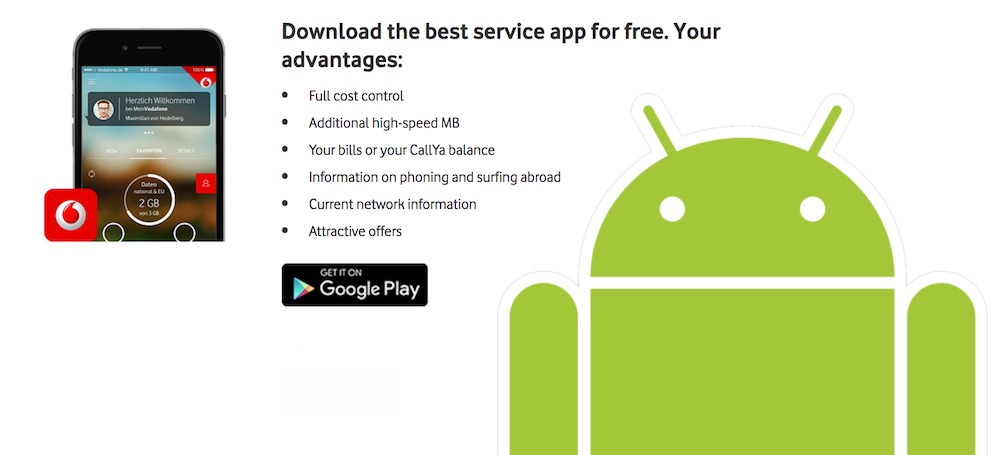 Download the best service app for free. Your
advantages:
Full cost control
Additional high-speed MB
Your bills or your CallYa balance
Information on phoning and surfing abroad
Current network information
Attractive offers
GET IT ON
Google Play
Vodafone.de 9:41 AM 100%
Herzlich Willkommen
bei MeinVodafone
Maximilian von Hedelberg
FAVORITEN DETAILS
Daten
national & EU
2 GB
von 3 GB